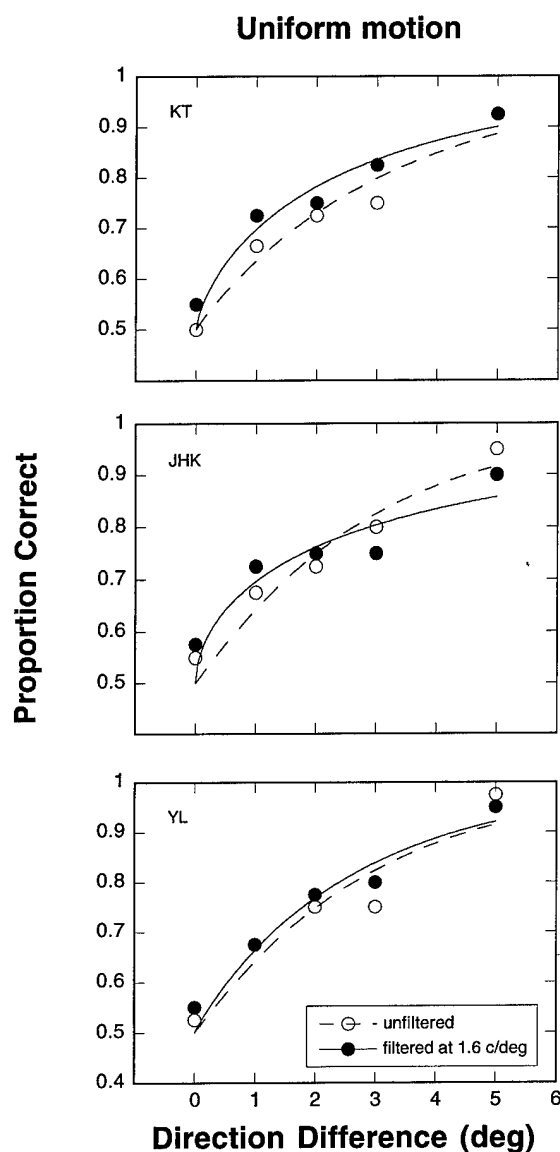 Uniform motion
1
KT
0.9
0.8
0.7
0.6
0.5
1
JHK
0.9
0.8
0.7
0.6
0.5
Proportion Correct
1
YL
0.9
0.8
0.7
0.6
0.5
0.4
unfiltered
filtered at 1.6 c/deg
0 1 2 3 4 5 6
Direction Difference (deg)